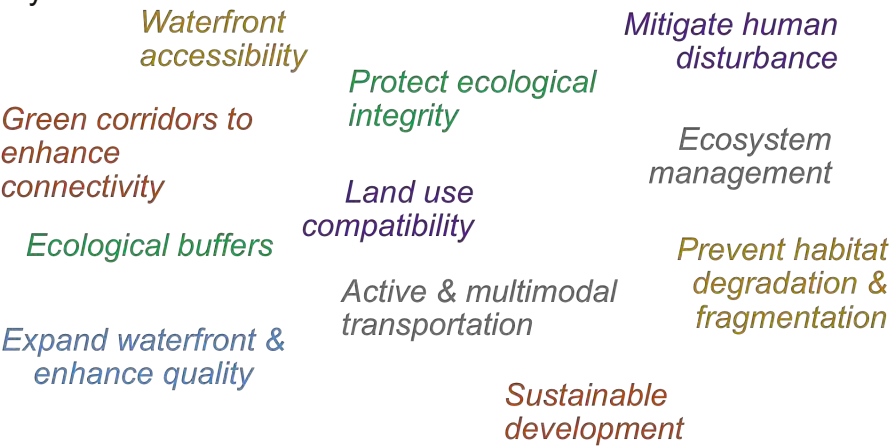 Waterfront
accessibility
Mitigate human
disturbance
Protect ecological
integrity
Green corridors to
enhance
connectivity
Ecosystem
management
Land use
compatibility
Ecological buffers
Prevent habitat
degradation &
fragmentation
Active & multimodal
transportation
Expand waterfront &
enhance quality
Sustainable
development